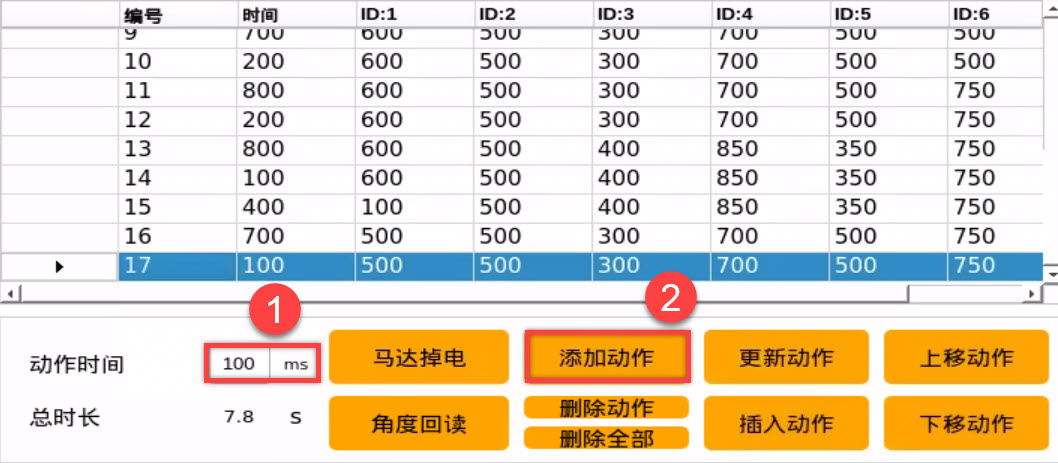 编号 时间 ID:1 ID:2 ID:3 ID:4 ID:5 ID:6
9 700 600 500 300 700 500 500
10 200 600 500 300 700 500 500
11 800 600 500 300 700 500 750
12 200 600 500 300 700 500 750
13 800 600 500 400 850 350 750
14 100 600 500 400 850 350 750
15 400 100 500 400 850 350 750
16 700 500 500 300 700 500 750
17 100 500 500 300 700 500 750
1 2
动作时间 100 ms 马达掉电 添加动作 更新动作 上移动作
总时长 7.8 S 角度回读 删除动作 插入动作 下移动作
删除全部